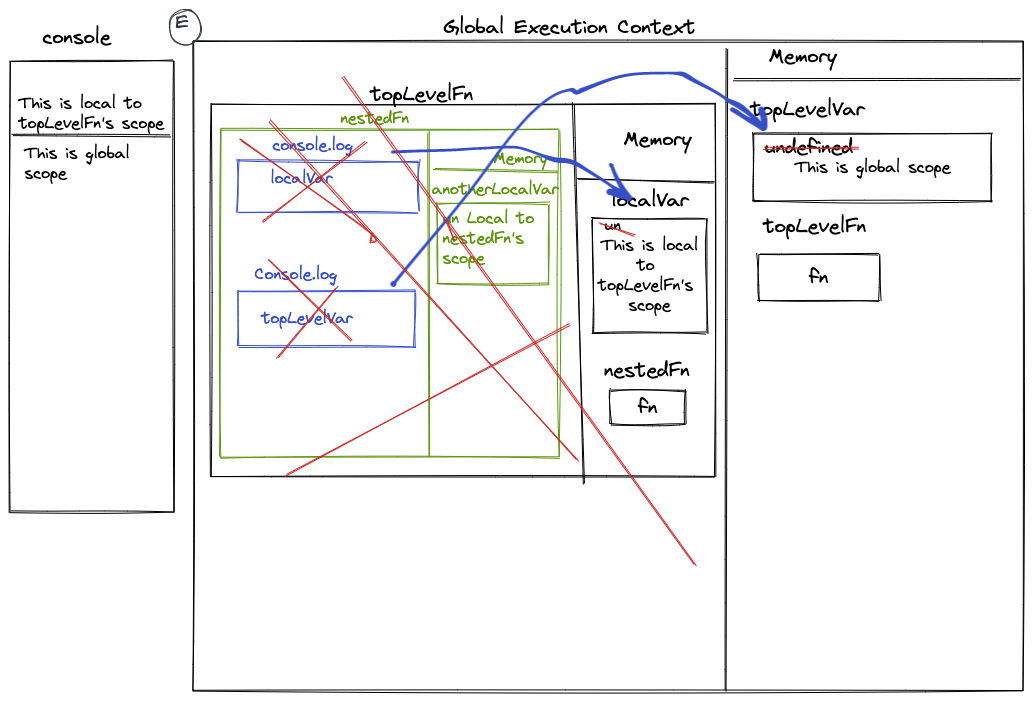 E
Global Execution Context
console
This is local to
topLevelFn's scope
This is global
scope
topLevelFn
nestedFn
console.log
localVar
Console.log
topLevelVar
Memory
anotherLocalVar
un Local to
nestedFn's
scope
D
Memory
localVar
un
This is local
to
topLevelFn's
scope
nestedFn
fn
Memory
topLevelVar
undefined
This is global scope
topLevelFn
fn